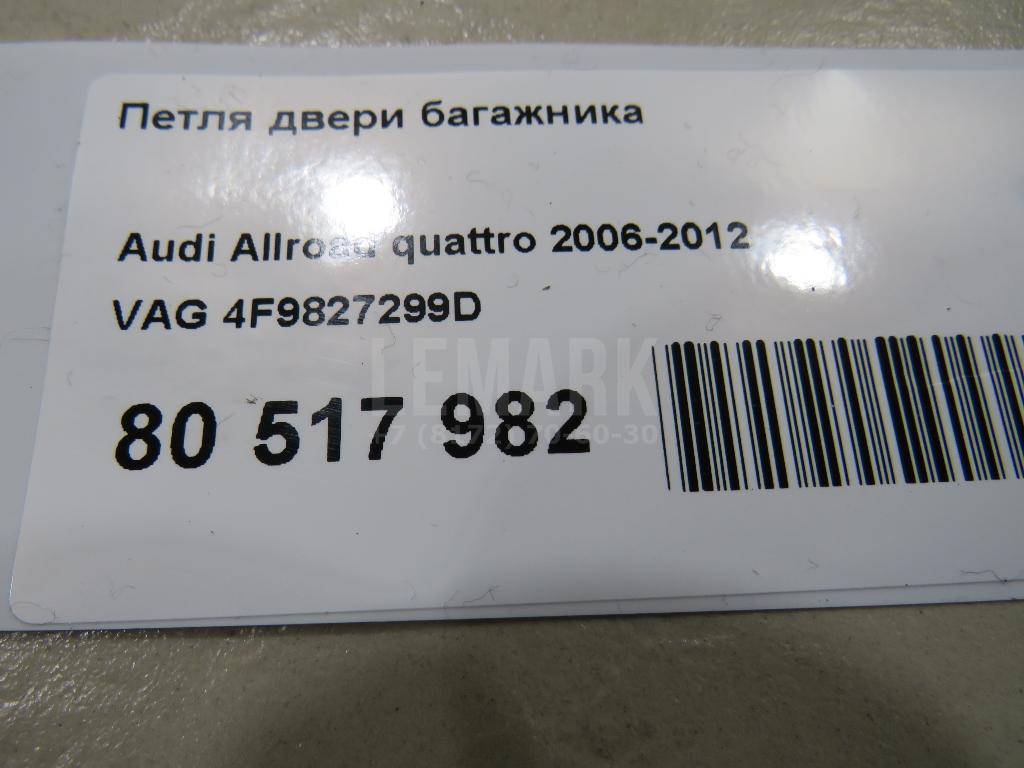 Петля двери багажника
Audi Allroad quattro 2006-2012
VAG 4F9827299D
LEMARK
80 517 982